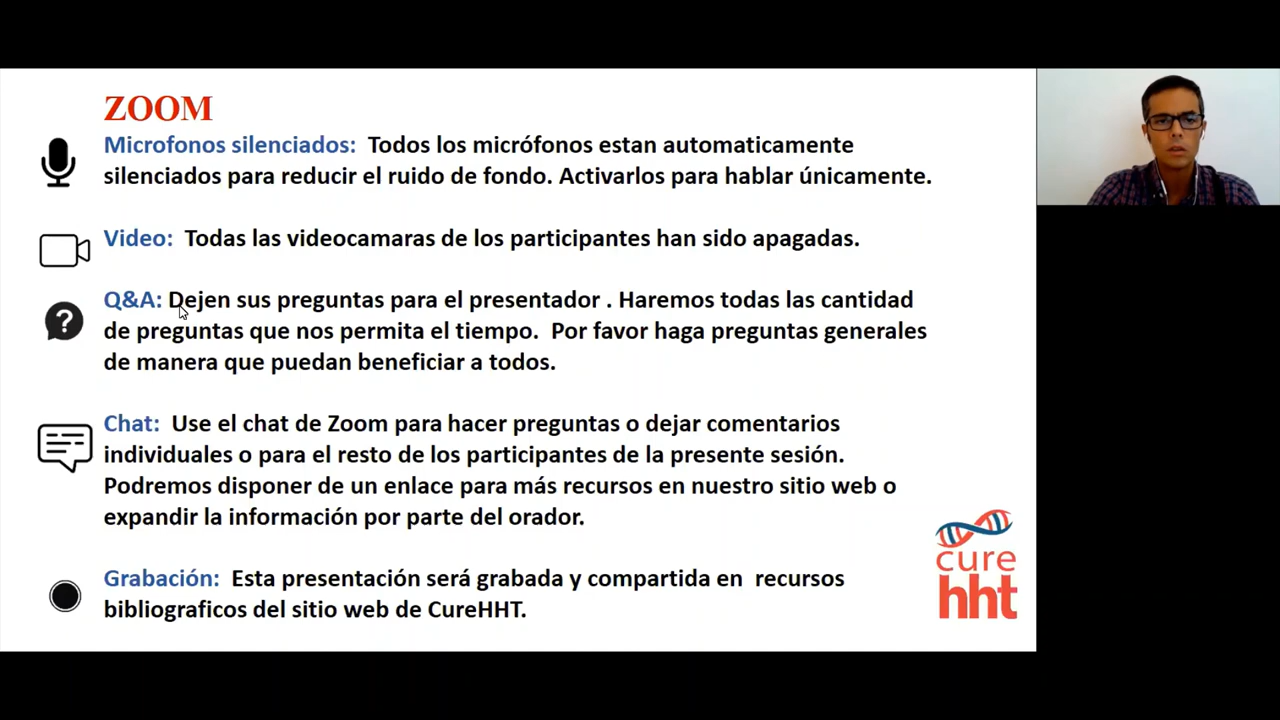 ZOOM
Microfonos silenciados: Todos los micrófonos estan automaticamente
silenciados para reducir el ruido de fondo. Activarlos para hablar únicamente.
Video: Todas las videocamaras de los participantes han sido apagadas.
Q&A: Dejen sus preguntas para el presentador . Haremos todas las cantidad
de preguntas que nos permita el tiempo. Por favor haga preguntas generales
de manera que puedan beneficiar a todos.
Chat: Use el chat de Zoom para hacer preguntas o dejar comentarios
individuales o para el resto de los participantes de la presente sesión.
Podremos disponer de un enlace para más recursos en nuestro sitio web o
expandir la información por parte del orador.
Grabación: Esta presentación será grabada y compartida en recursos
bibliograficos del sitio web de CureHHT.
cure
hht